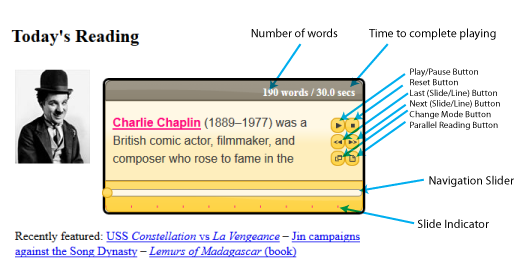 Number of words
Time to complete playing
Today's Reading
190 words / 30.0 secs
Play/Pause Button
Reset Button
Last (Slide/Line) Button
Next (Slide/Line) Button
Change Mode Button
Parallel Reading Button
Charlie Chaplin (1889–1977) was a
British comic actor, filmmaker, and
composer who rose to fame in the
Navigation Slider
Slide Indicator
Recently featured: USS Constellation vs La Vengeance – Jin campaigns
against the Song Dynasty – Lemurs of Madagascar (book)